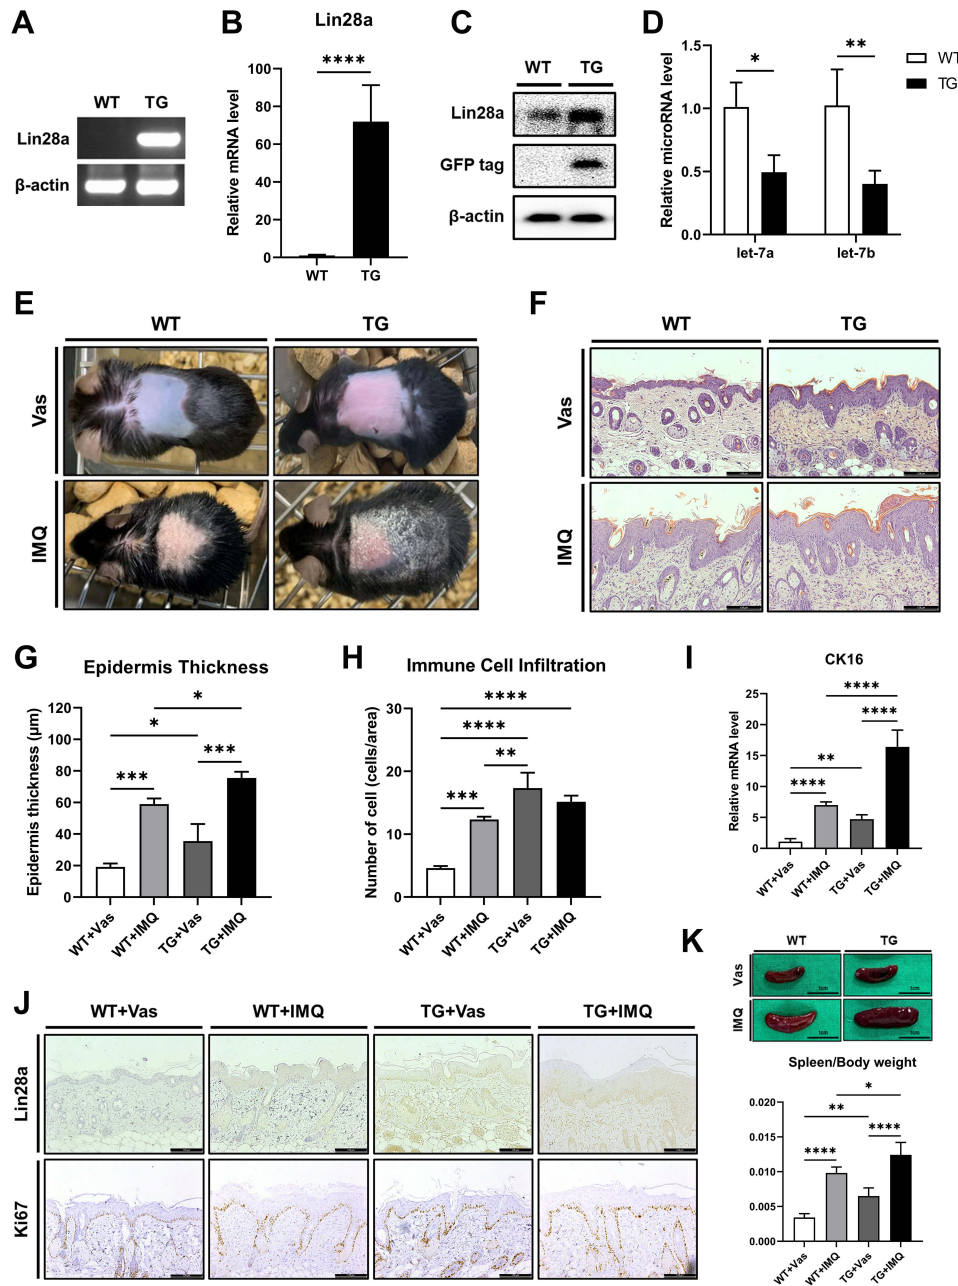 A
WT TG
Lin28a
β-actin
B
Lin28a
****
Relative mRNA level
100
80
60
40
20
0
WT TG
C
WT TG
Lin28a
GFP tag
β-actin
D
Relative microRNA level
1.5
1.0
0.5
0.0
* **
let-7a let-7b
WT
TG
E
WT TG
Vas
IMQ
F
WT TG
Vas
IMQ
G
Epidermis Thickness
Epidermis thickness (μm)
120
100
80
60
40
20
0
*
*
***
***
WT+Vas WT+IMQ TG+Vas TG+IMQ
H
Immune Cell Infiltration
Number of cell (cells/area)
30
20
10
0
****
****
**
***
WT+Vas WT+IMQ TG+Vas TG+IMQ
I
CK16
Relative mRNA level
25
20
15
10
5
0
****
****
**
****
WT+Vas WT+IMQ TG+Vas TG+IMQ
J
WT+Vas WT+IMQ TG+Vas TG+IMQ
Lin28a
Ki67
K
WT TG
Vas
IMQ
1cm 1cm
1cm 1cm
Spleen/Body weight
0.020
0.015
0.010
0.005
0.000
*
**
****
****
WT+Vas WT+IMQ TG+Vas TG+IMQ